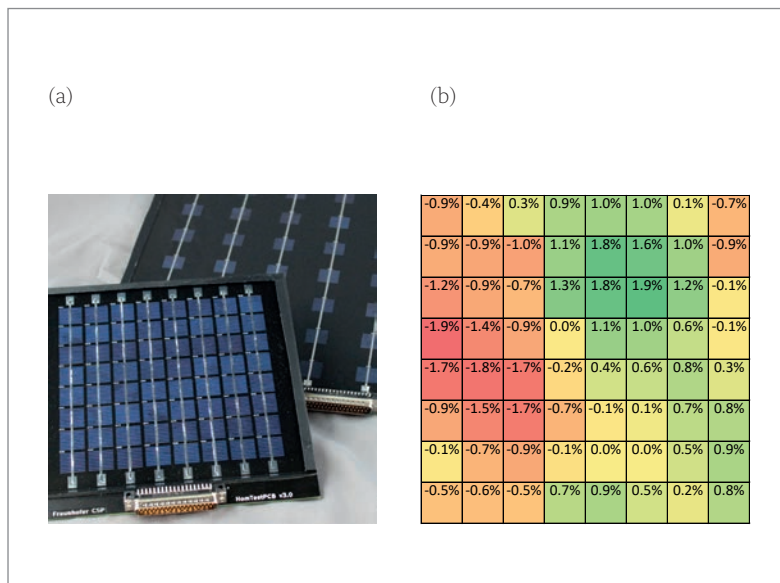 (a)
(b)
-0.9% -0.4% 0.3% 0.9% 1.0% 1.0% 0.1% -0.7%
-0.9% -0.9% -1.0% 1.1% 1.8% 1.6% 1.0% -0.9%
-1.2% -0.9% -0.7% 1.3% 1.8% 1.9% 1.2% -0.1%
-1.9% -1.4% -0.9% 0.0% 1.1% 1.0% 0.6% -0.1%
-1.7% -1.8% -1.7% -0.2% 0.4% 0.6% 0.8% 0.3%
-0.9% -1.5% -1.7% -0.7% -0.1% 0.1% 0.7% 0.8%
-0.1% -0.7% -0.9% -0.1% 0.0% 0.0% 0.5% 0.9%
-0.5% -0.6% -0.5% 0.7% 0.9% 0.5% 0.2% 0.8%
Fraunhofer CSP
HomTestPCB v3.0